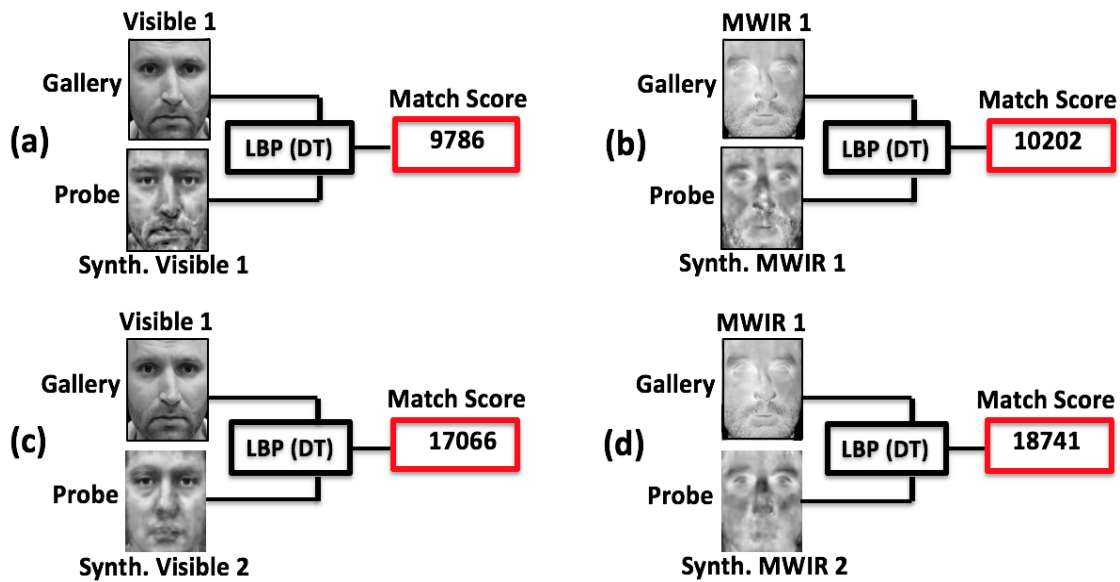 Visible 1
Gallery
(a)
LBP (DT)
Match Score
9786
Probe
Synth. Visible 1
MWIR 1
Gallery
(b)
LBP (DT)
Match Score
10202
Probe
Synth. MWIR 1
Visible 1
Gallery
(c)
LBP (DT)
Match Score
17066
Probe
Synth. Visible 2
MWIR 1
Gallery
(d)
LBP (DT)
Match Score
18741
Probe
Synth. MWIR 2